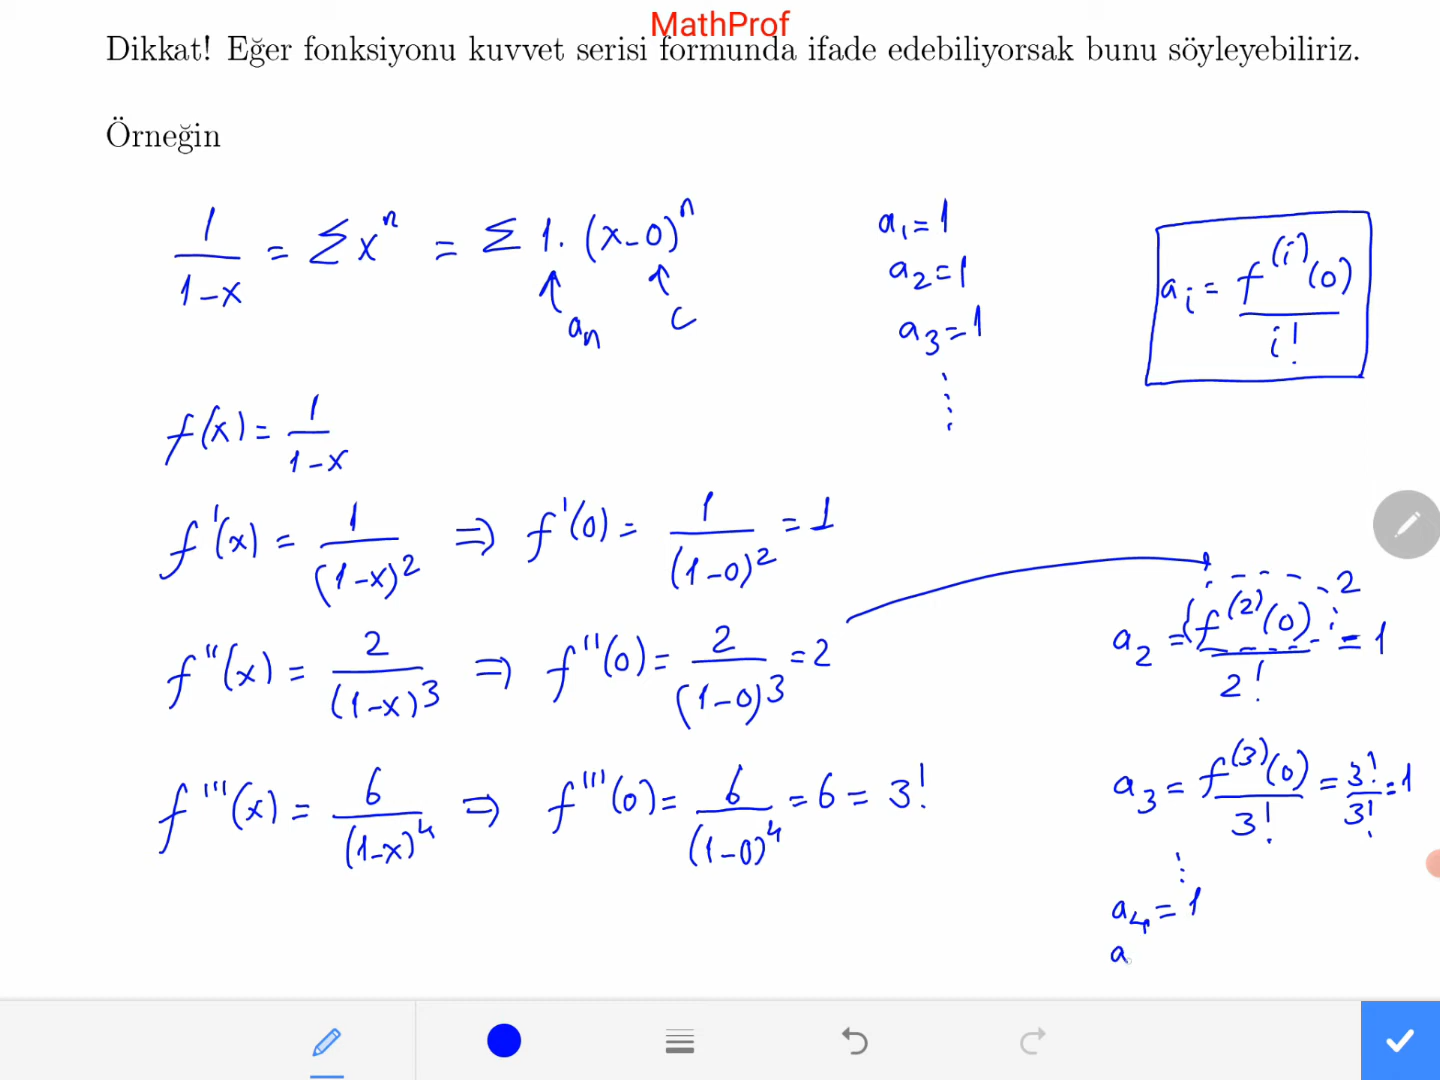 MathProf
Dikkat! Eğer fonksiyonu kuvvet serisi formunda ifade edebiliyorsak bunu söyleyebiliriz.
Örneğin
1/(1-x) = Σ xⁿ = Σ 1. (x-0)ⁿ
aₙ
c
a₁ = 1
a₂ = 1
a₃ = 1
⋮
aᵢ = f⁽ⁱ⁾(0)/i!
f(x) = 1/(1-x)
f'(x) = 1/(1-x)² ⇒ f'(0) = 1/(1-0)² = 1
f''(x) = 2/(1-x)³ ⇒ f''(0) = 2/(1-0)³ = 2
f'''(x) = 6/(1-x)⁴ ⇒ f'''(0) = 6/(1-0)⁴ = 6 = 3!
2
a₂ = f⁽²⁾(0)/2! = 1
a₃ = f⁽³⁾(0)/3! = 3!/3! = 1
⋮
a₄ = 1
a